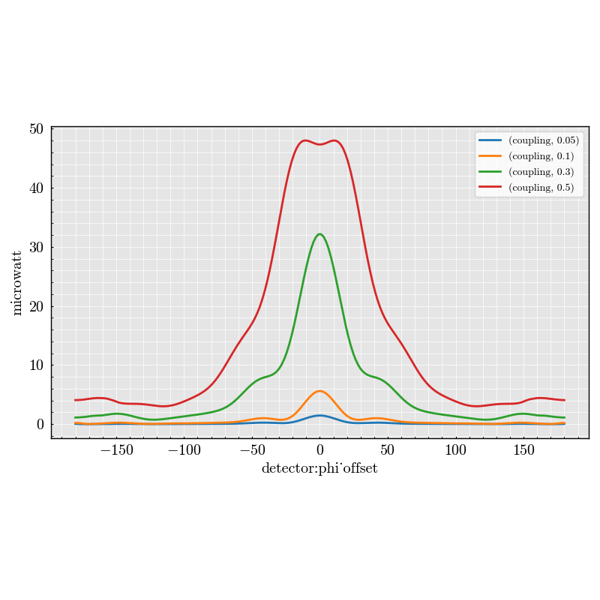 50
40
30
20
10
0
microwatt
(coupling, 0.05)
(coupling, 0.1)
(coupling, 0.3)
(coupling, 0.5)
−150 −100 −50 0 50 100 150
detector:phi˙offset